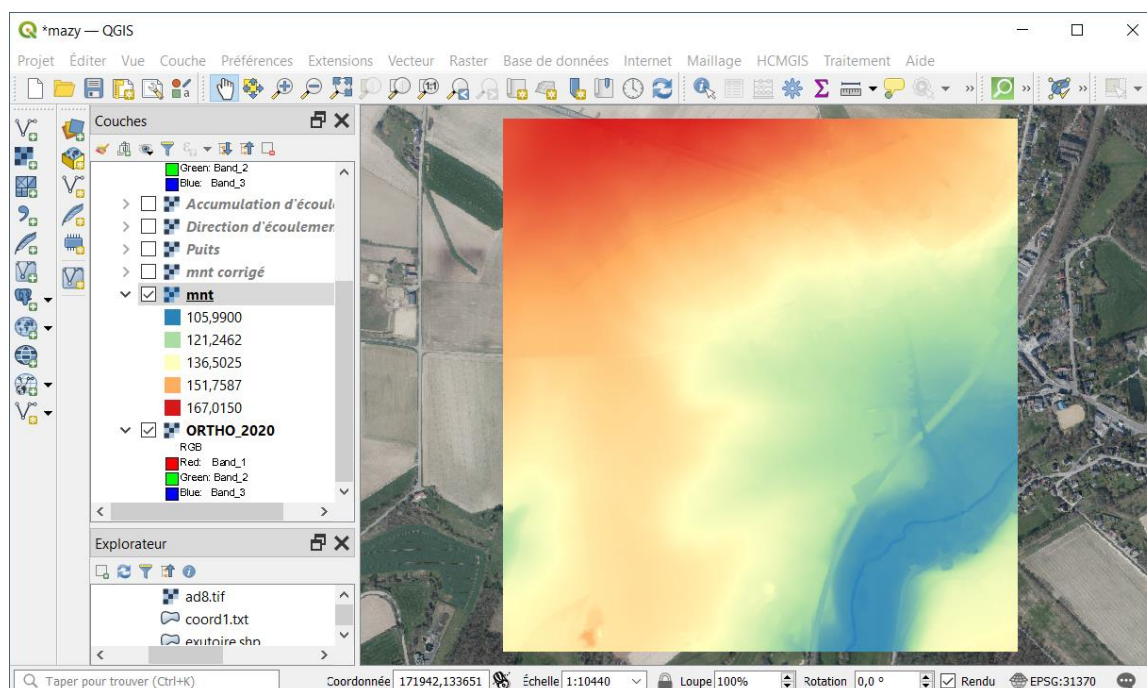 *mazy — QGIS
Projet Éditer Vue Couche Préférences Extensions Vecteur Raster Base de données Internet Maillage HCMGIS Traitement Aide
Couches
Green: Band_2
Blue: Band_3
Accumulation d'écoul
Direction d'écoulemen
Puits
mnt corrigé
mnt
105,9900
121,2462
136,5025
151,7587
167,0150
ORTHO_2020
RGB
Red: Band_1
Green: Band_2
Blue: Band_3
Explorateur
ad8.tif
coord1.txt
exutoire.shp
Taper pour trouver (Ctrl+K) Coordonnée 171942,133651 Échelle 1:10440 Loupe 100% Rotation 0,0 ° Rendu EPSG:31370